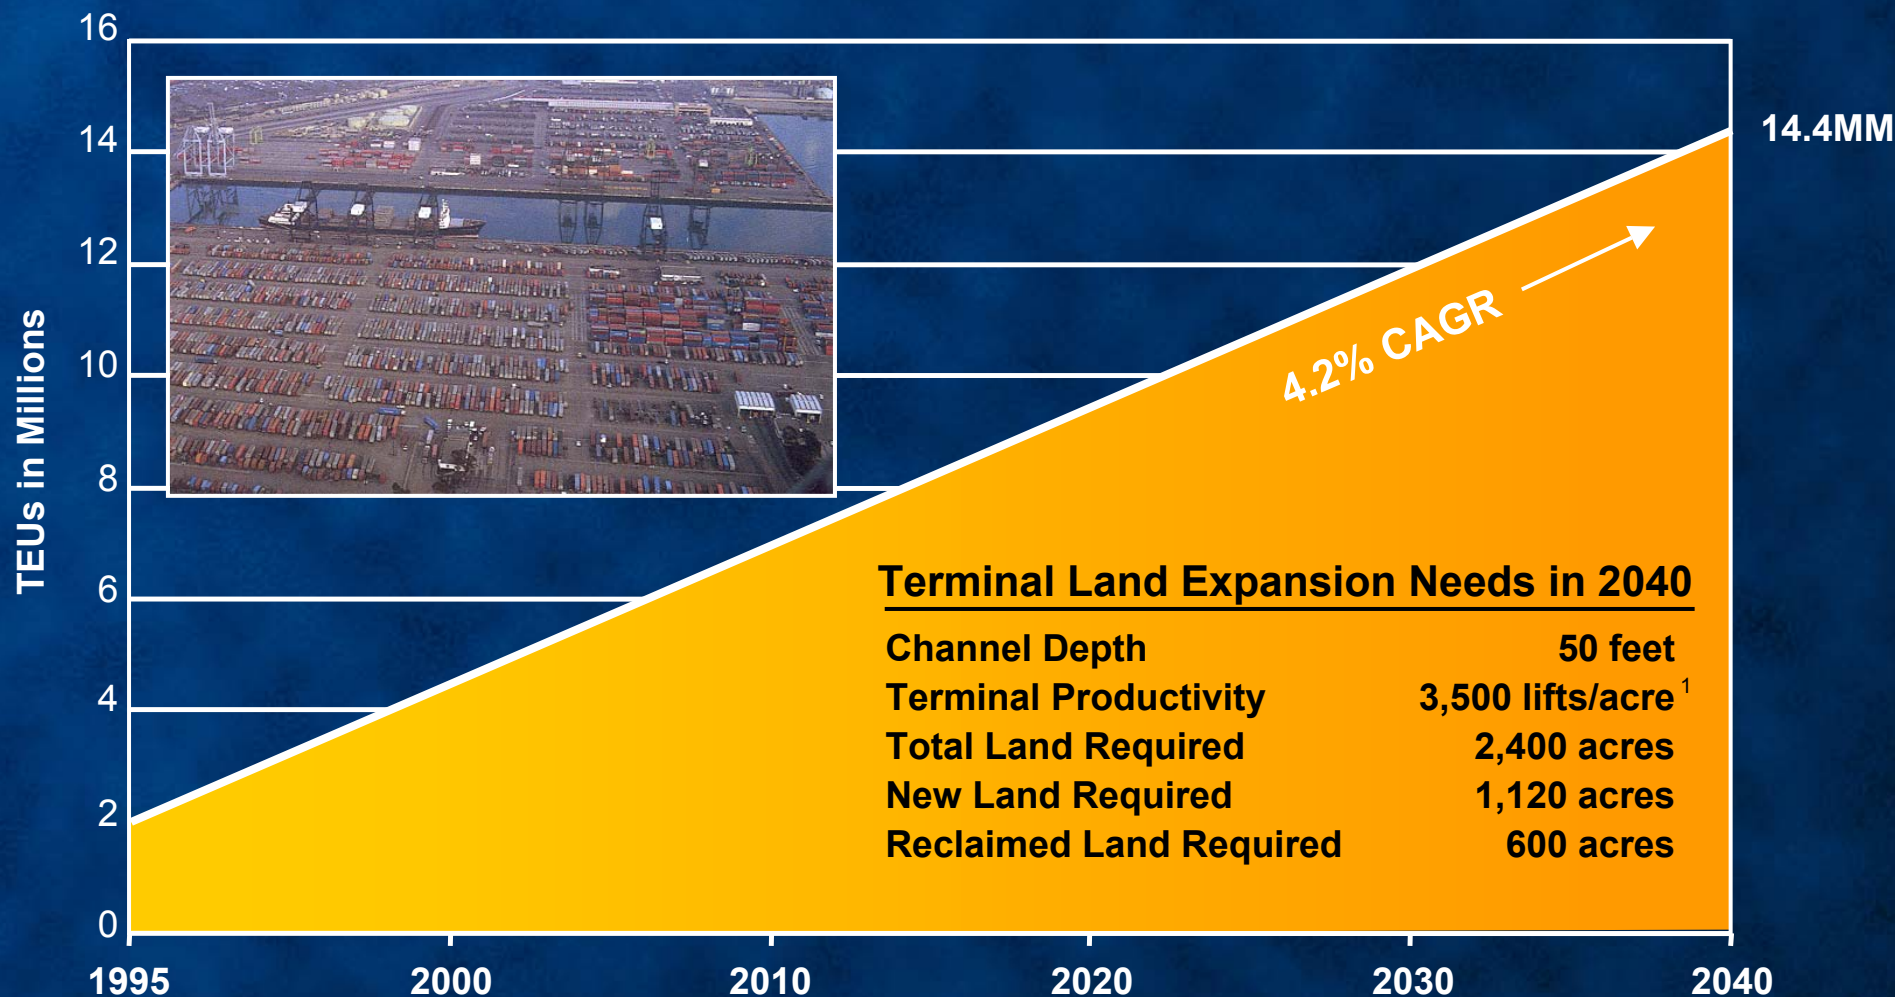 16
14
12
10
8
6
4
2
0
TEUs in Millions
14.4MM
4.2% CAGR
Terminal Land Expansion Needs in 2040
Channel Depth 50 feet
Terminal Productivity 3,500 lifts/acre 1
Total Land Required 2,400 acres
New Land Required 1,120 acres
Reclaimed Land Required 600 acres
1995 2000 2010 2020 2030 2040